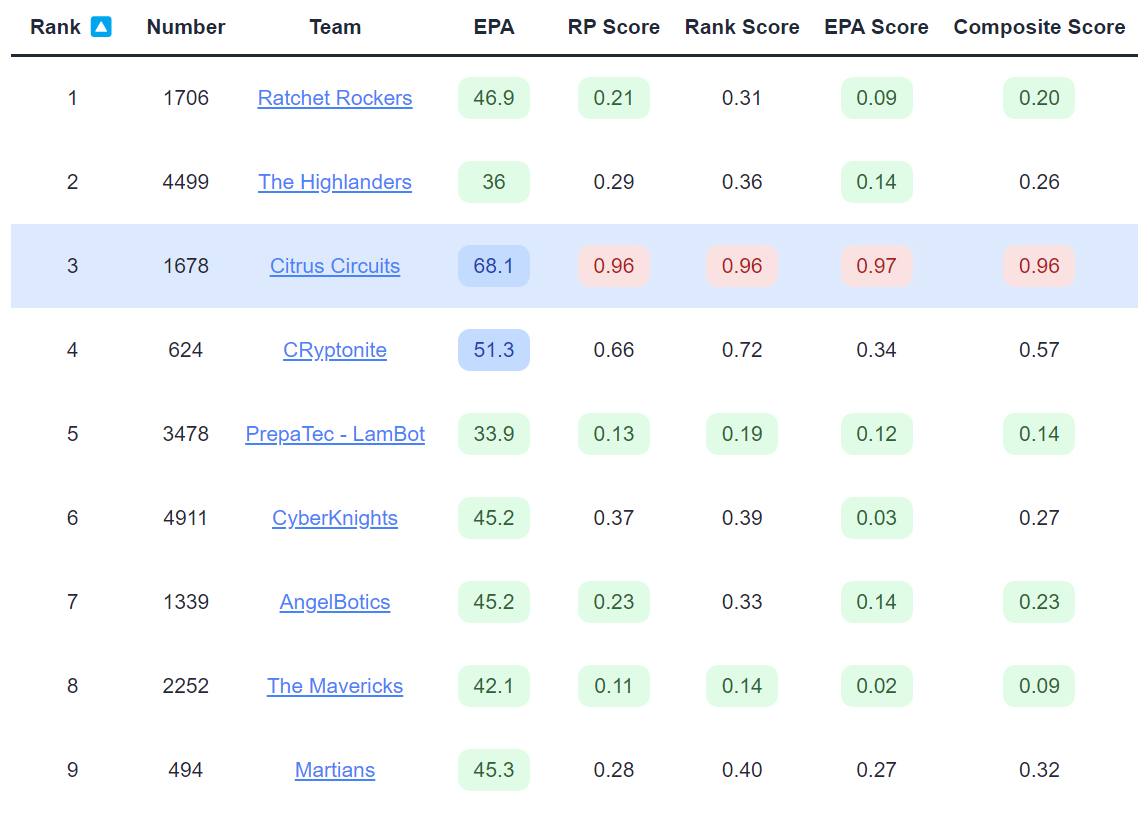 Rank Number Team EPA RP Score Rank Score EPA Score Composite Score
1 1706 Ratchet Rockers 46.9 0.21 0.31 0.09 0.20
2 4499 The Highlanders 36 0.29 0.36 0.14 0.26
3 1678 Citrus Circuits 68.1 0.96 0.96 0.97 0.96
4 624 CRyptonite 51.3 0.66 0.72 0.34 0.57
5 3478 PrepaTec - LamBot 33.9 0.13 0.19 0.12 0.14
6 4911 CyberKnights 45.2 0.37 0.39 0.03 0.27
7 1339 AngelBotics 45.2 0.23 0.33 0.14 0.23
8 2252 The Mavericks 42.1 0.11 0.14 0.02 0.09
9 494 Martians 45.3 0.28 0.40 0.27 0.32